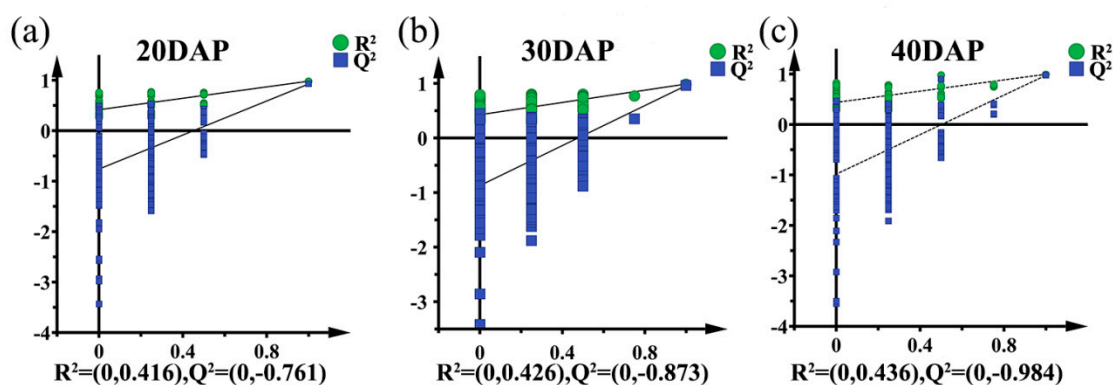 (a)
20DAP
R²
Q²
1
0
-1
-2
-3
-4
0
0.4
0.8
R²=(0,0.416),Q²=(0,-0.761)
(b)
30DAP
R²
Q²
1
0
-1
-2
-3
0
0.4
0.8
R²=(0,0.426),Q²=(0,-0.873)
(c)
40DAP
R²
Q²
1
0
-1
-2
-3
-4
0
0.4
0.8
R²=(0,0.436),Q²=(0,-0.984)